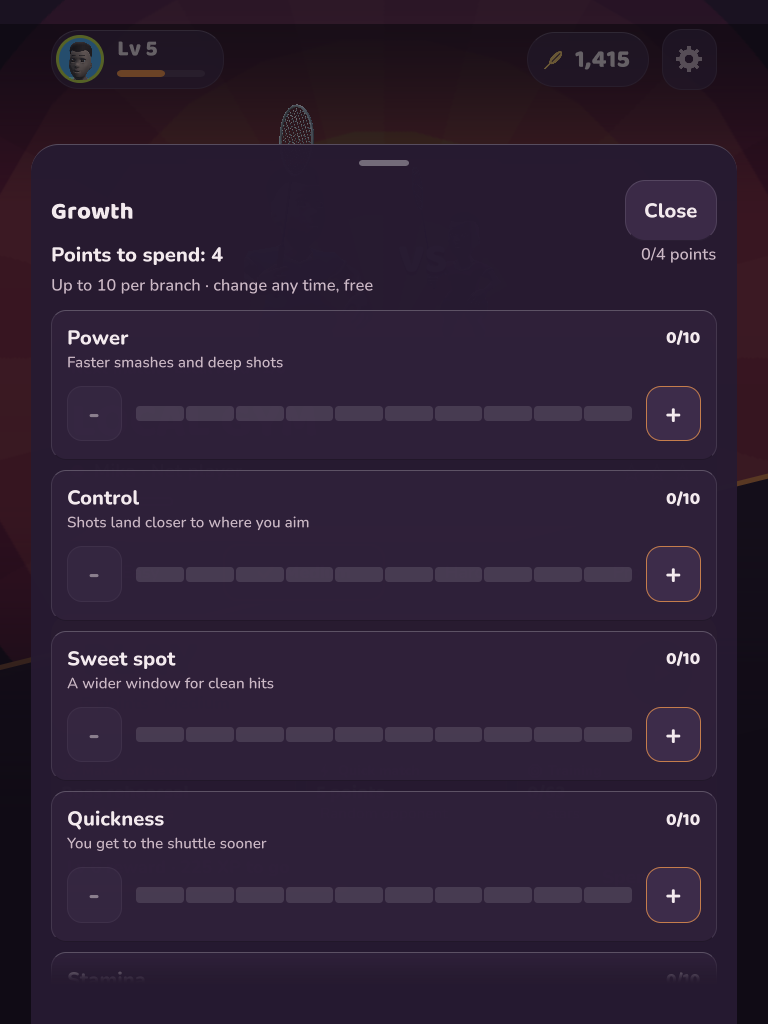 Lv 5
1,415
Growth
Close
Points to spend: 4
0/4 points
Up to 10 per branch · change any time, free
Power
0/10
Faster smashes and deep shots
-
+
Control
0/10
Shots land closer to where you aim
-
+
Sweet spot
0/10
A wider window for clean hits
-
+
Quickness
0/10
You get to the shuttle sooner
-
+
Stamina
0/10